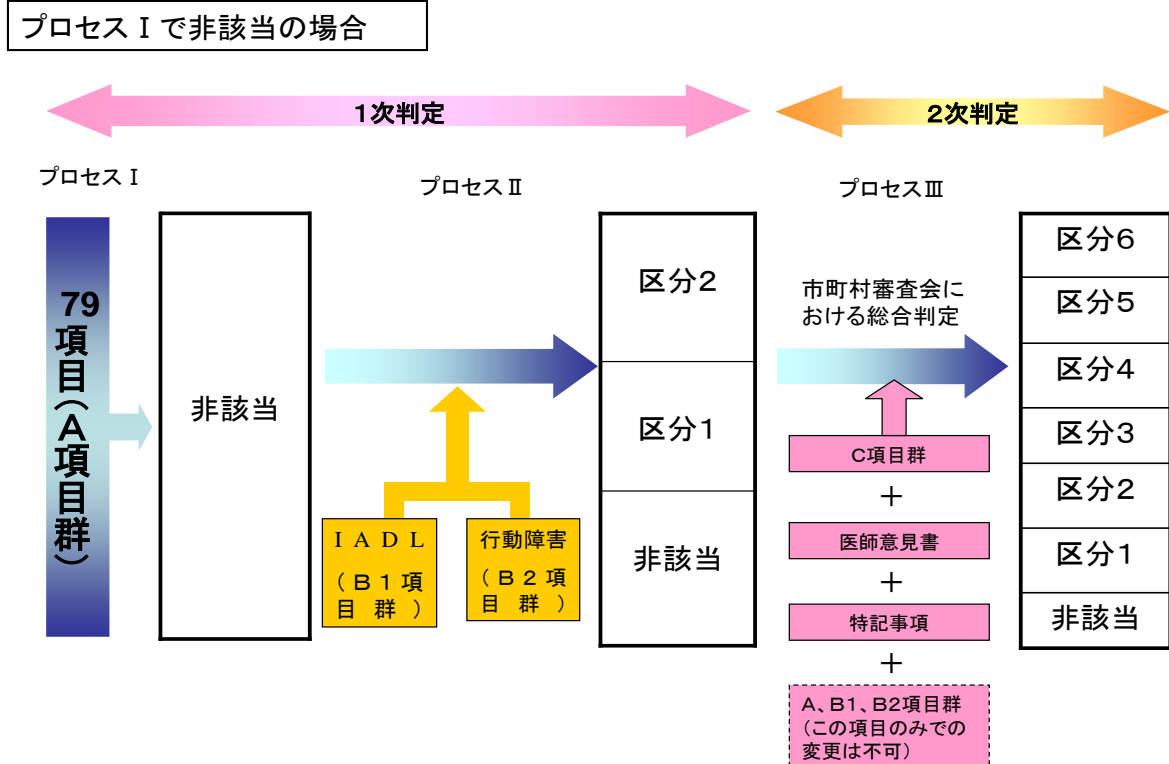 プロセスⅠで非該当の場合
1次判定
2次判定
プロセスⅠ
プロセスⅡ
プロセスⅢ
79
項目(A項目群)
非該当
IADL
(B1項
目群)
行動障害
(B2項
目群)
区分2
区分1
非該当
市町村審査会に
おける総合判定
C項目群
+
医師意見書
+
特記事項
+
A、B1、B2項目群
(この項目のみでの
変更は不可)
区分6
区分5
区分4
区分3
区分2
区分1
非該当